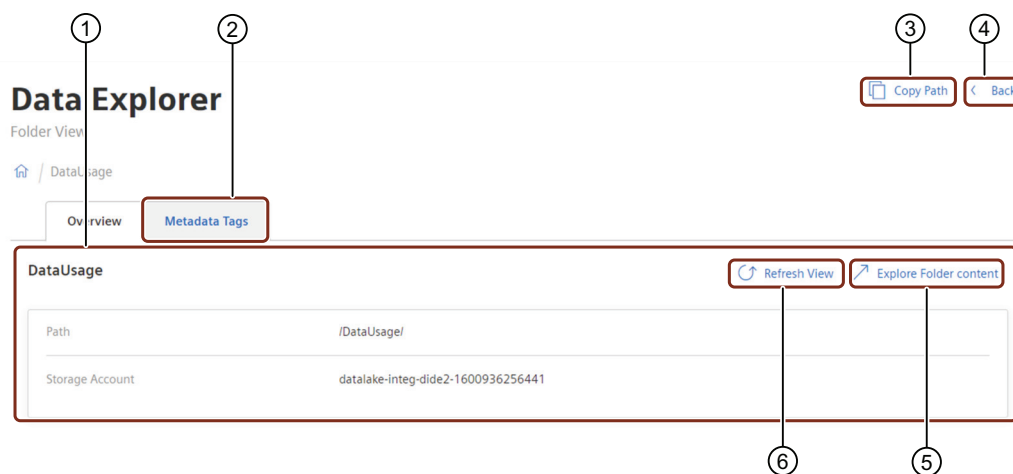 ① ② ③ ④
Data Explorer
Copy Path
Back
Folder View
/ DataUsage
Overview
Metadata Tags
DataUsage
Refresh View
Explore Folder content
Path
/DataUsage/
Storage Account
datalake-integ-dide2-1600936256441
⑥ ⑤